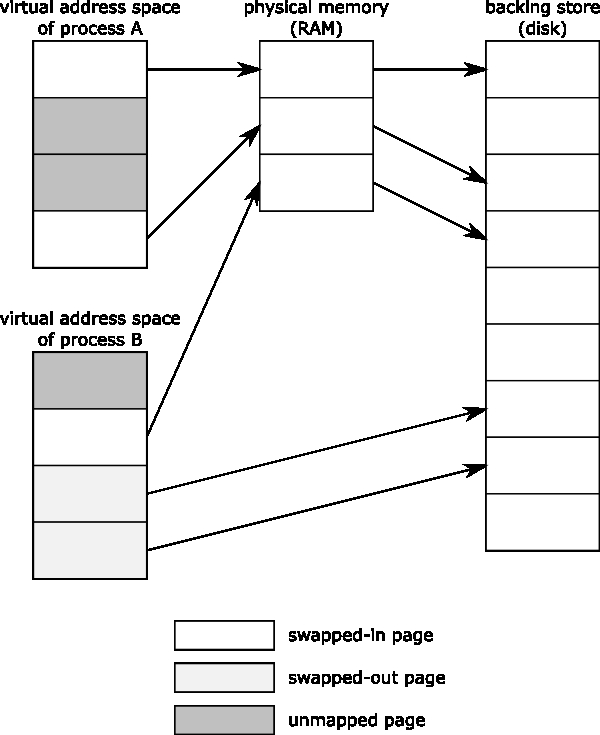 virtual address space
of process A
physical memory
(RAM)
backing store
(disk)
virtual address space
of process B
swapped-in page
swapped-out page
unmapped page